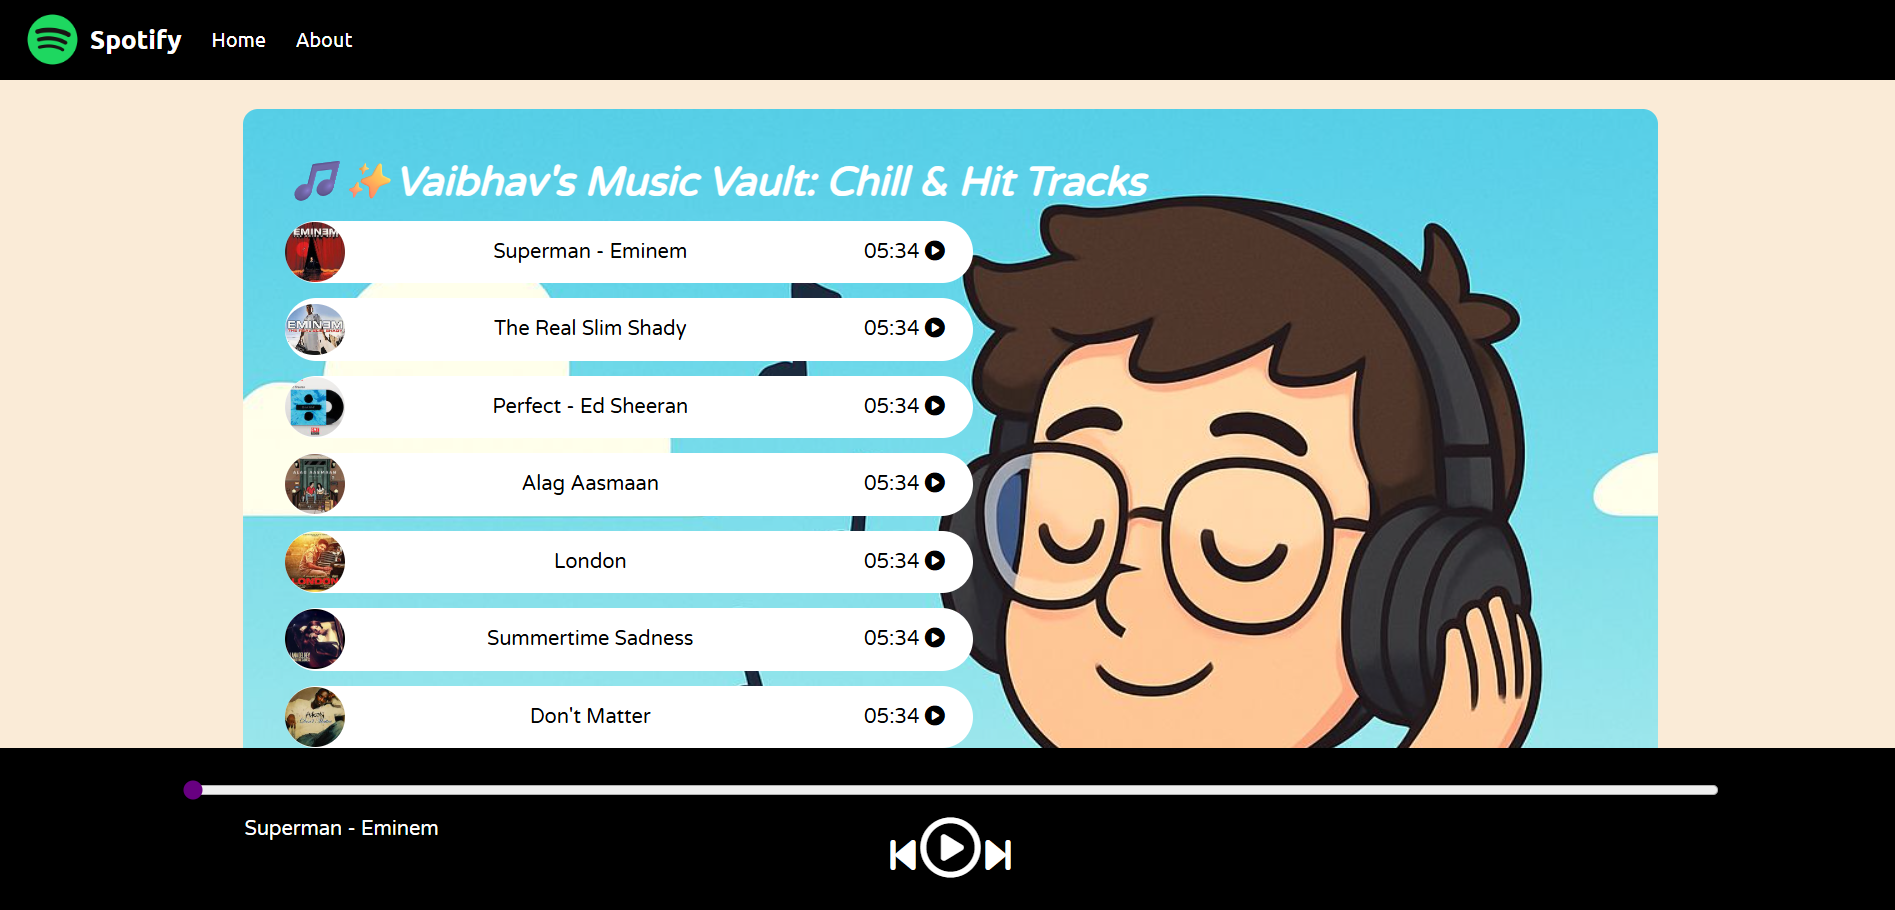 Spotify Home About
🎵✨Vaibhav's Music Vault: Chill & Hit Tracks
EMINEM
Superman - Eminem 05:34
EMINEM
The Real Slim Shady 05:34
Perfect - Ed Sheeran 05:34
ALAG AASMAAN
Alag Aasmaan 05:34
LONDON
London 05:34
Summertime Sadness 05:34
Akon
Don't Matter 05:34
Superman - Eminem